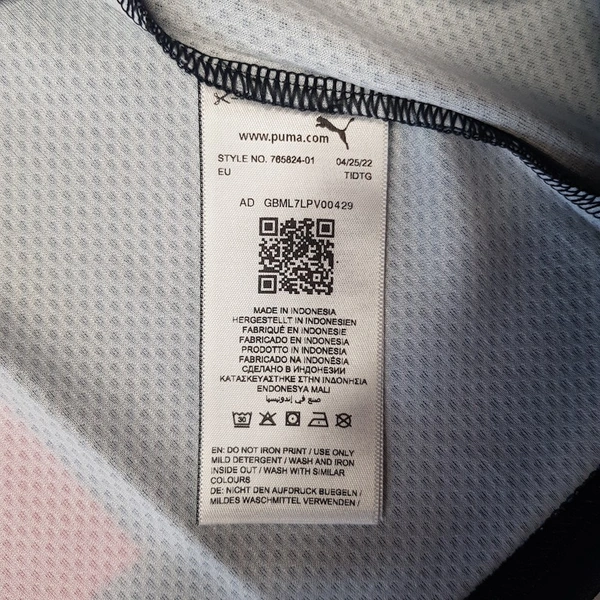 www.puma.com
STYLE NO. 765824-01 04/25/22
EU TIDTG
AD GBML7LPV00429
MADE IN INDONESIA
HERGESTELLT IN INDONESIEN
FABRIQUÉ EN INDONESIE
FABRICADO EN INDONESIA
PRODOTTO IN INDONESIA
FABRICADO NA INDONÉSIA
СДЕЛАНО В ИНДОНЕЗИИ
ΚΑΤΑΣΚΕΥΑΣΤΗΚΕ ΣΤΗΝ ΙΝΔΟΝΗΣΙΑ
ENDONESYA MALI
صنع في إندونيسيا
30
EN: DO NOT IRON PRINT / USE ONLY
MILD DETERGENT / WASH AND IRON
INSIDE OUT / WASH WITH SIMILAR
COLOURS
DE: NICHT DEN AUFDRUCK BUEGELN /
MILDES WASCHMITTEL VERWENDEN /